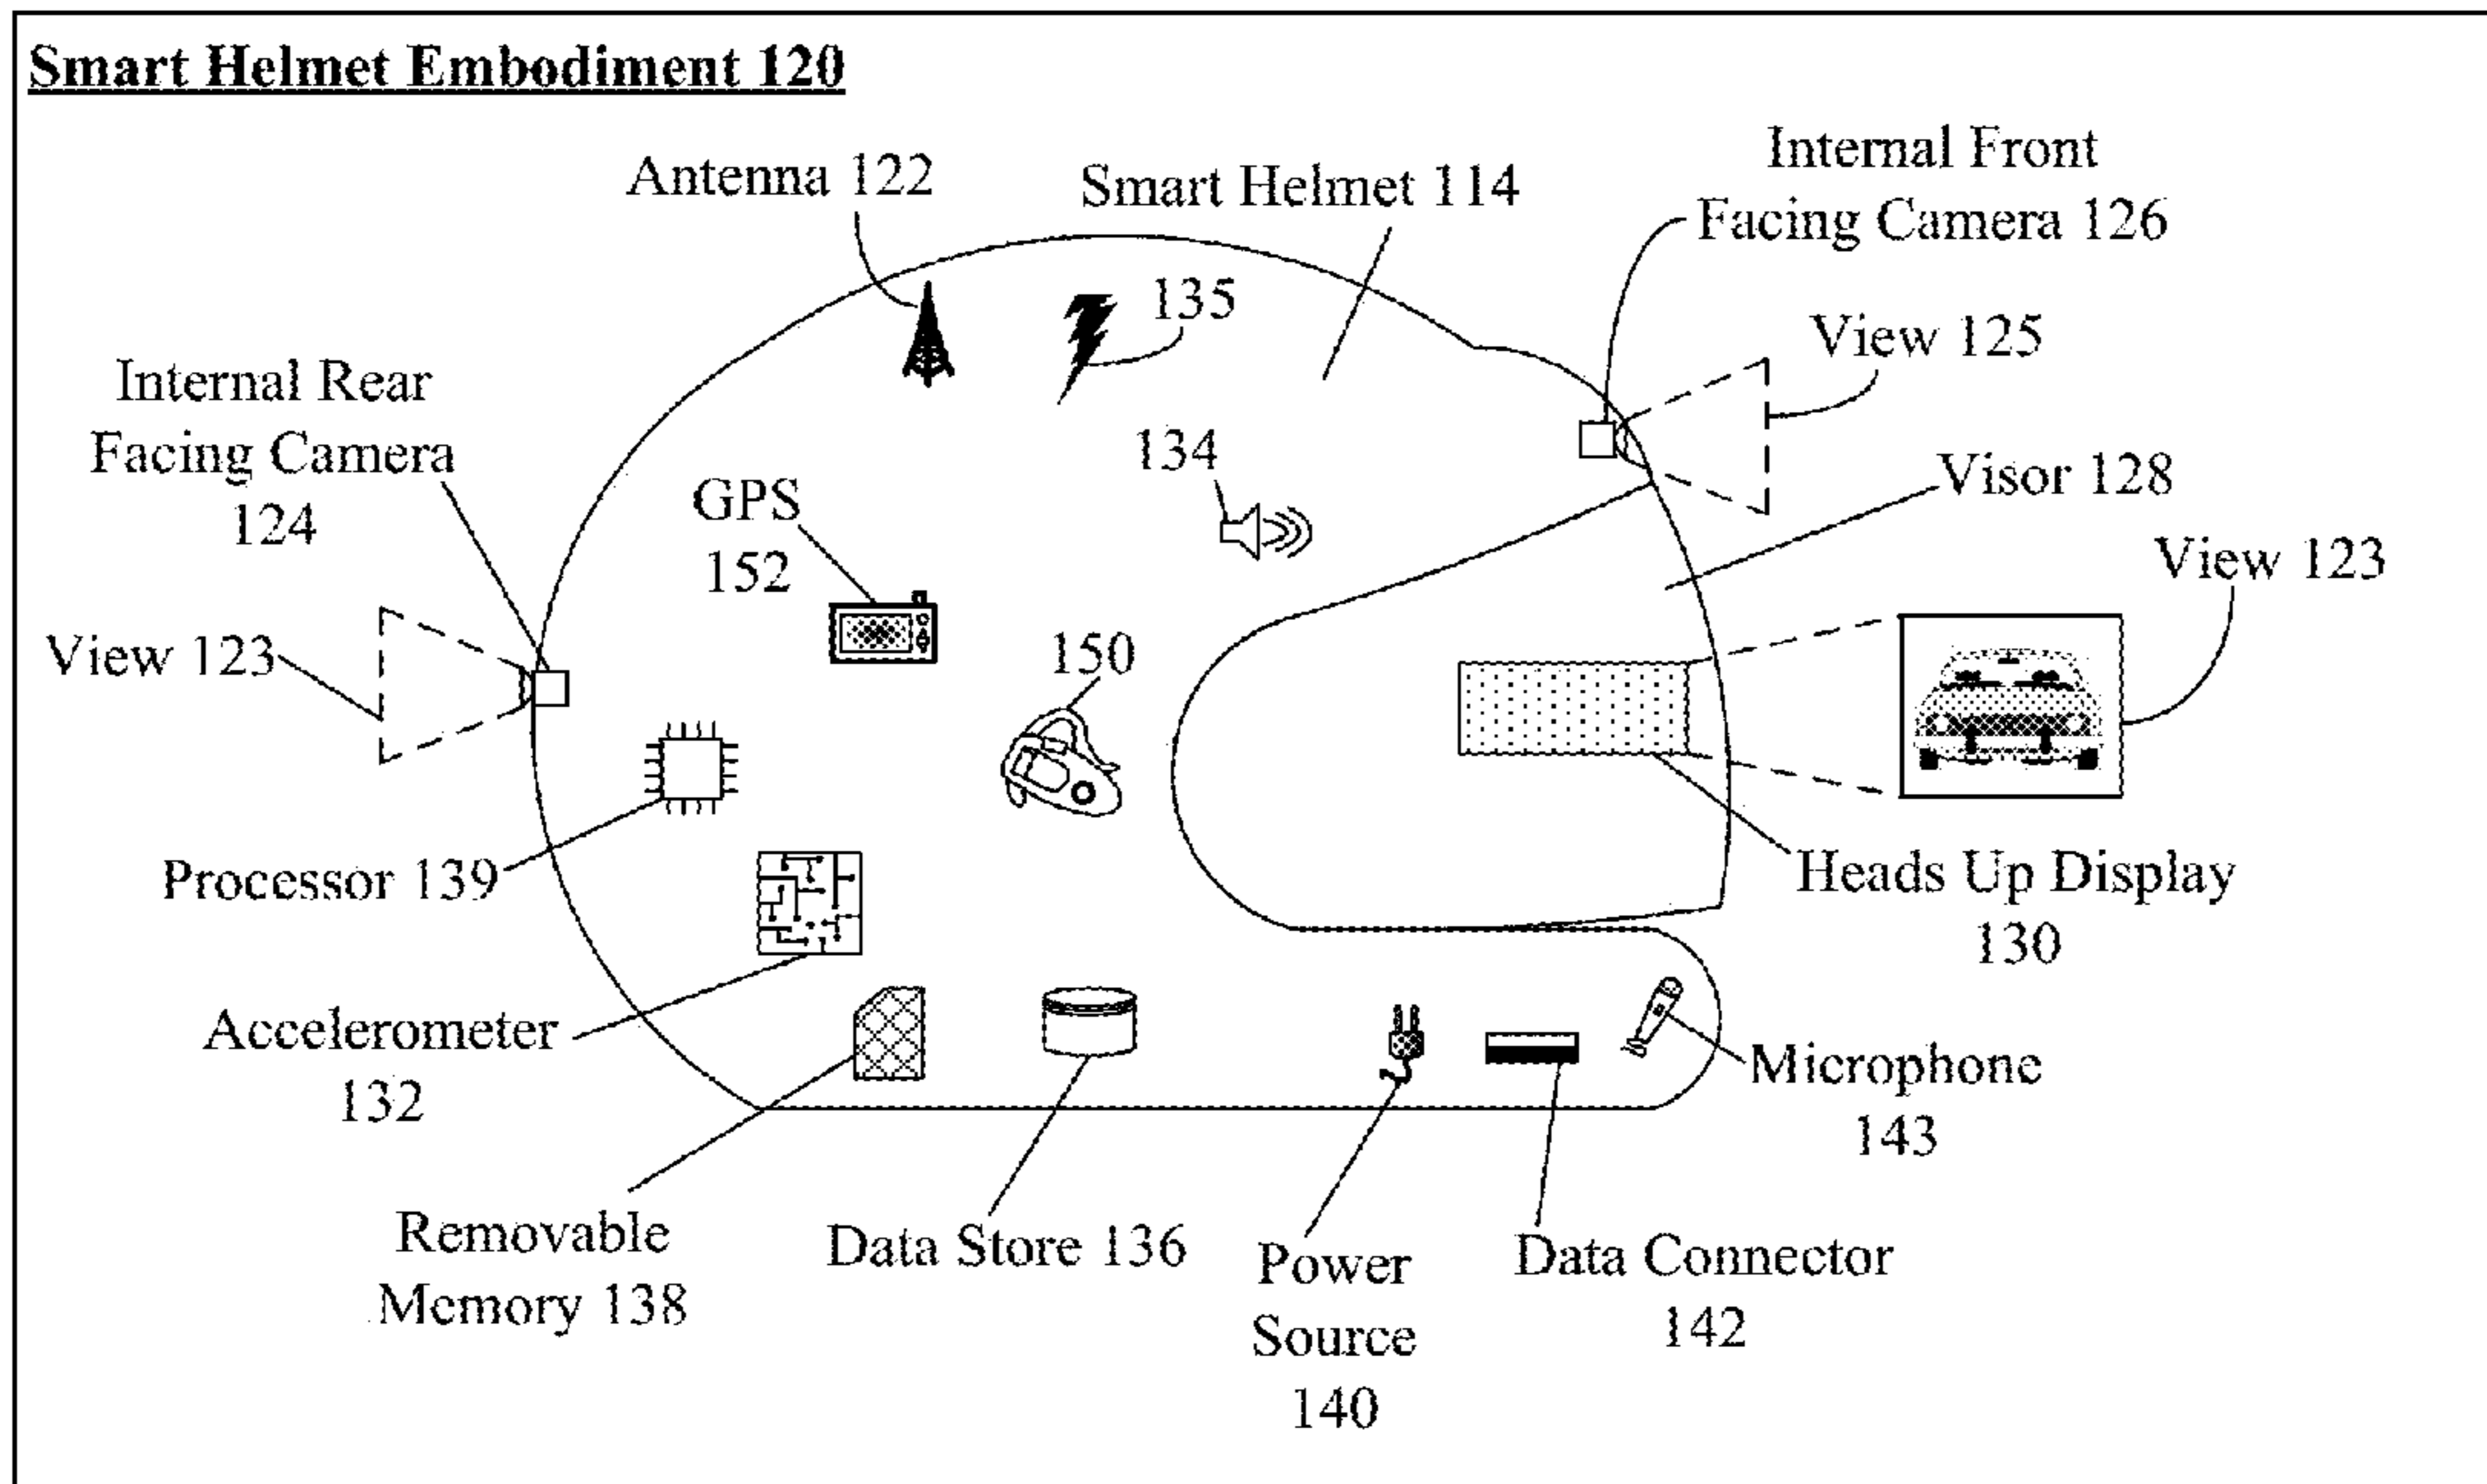 Smart Helmet Embodiment 120
Antenna 122
Smart Helmet 114
Internal Front
Facing Camera 126
135
View 125
Internal Rear
Facing Camera
124
134
Visor 128
GPS
152
View 123
View 123
150
Processor 139
Heads Up Display
130
Accelerometer
132
Microphone
143
Removable
Memory 138
Data Store 136
Power
Source
140
Data Connector
142